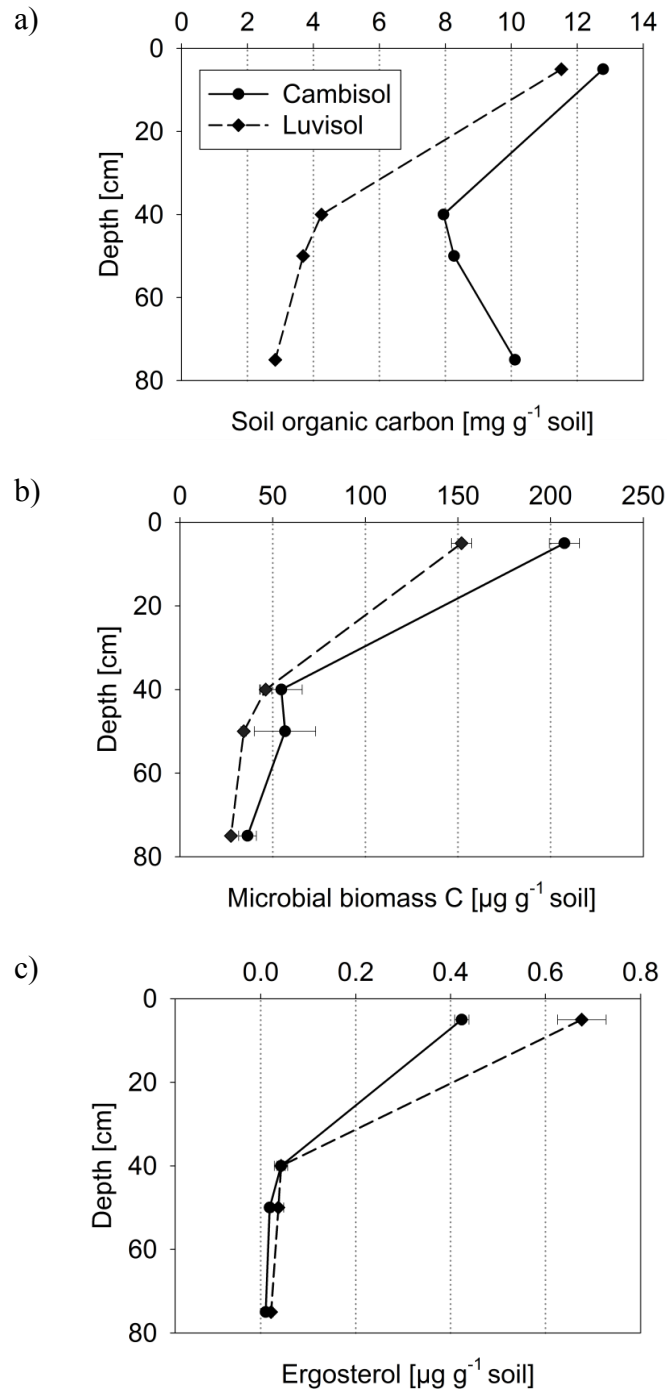 a)
0 2 4 6 8 10 12 14
0
Cambisol
Luvisol
20
40
60
80
Depth [cm]
Soil organic carbon [mg g⁻¹ soil]
b)
0 50 100 150 200 250
0
20
40
60
80
Depth [cm]
Microbial biomass C [µg g⁻¹ soil]
c)
0.0 0.2 0.4 0.6 0.8
0
20
40
60
80
Depth [cm]
Ergosterol [µg g⁻¹ soil]